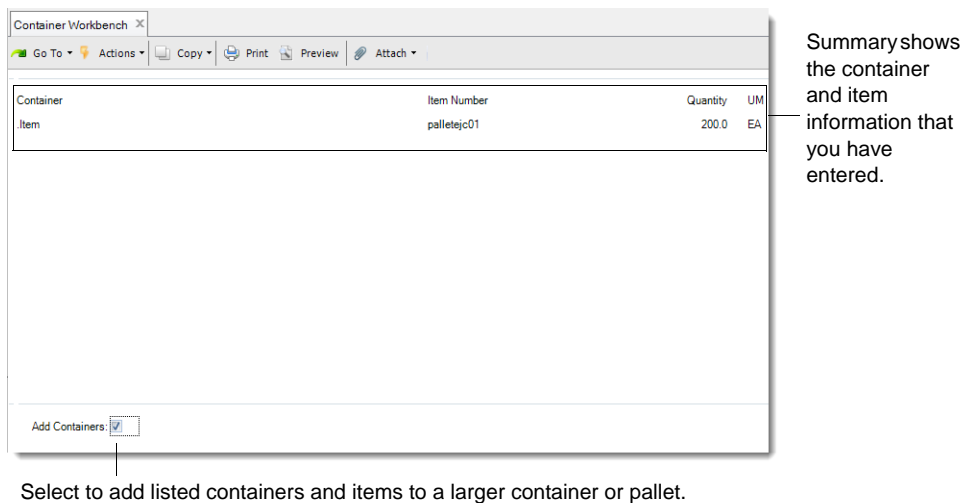 Container Workbench
Go To Actions Copy Print Preview Attach
Container Item Number Quantity UM
.Item palletejc01 200.0 EA
Add Containers:
Summary shows
the container
and item
information that
you have
entered.
Select to add listed containers and items to a larger container or pallet.